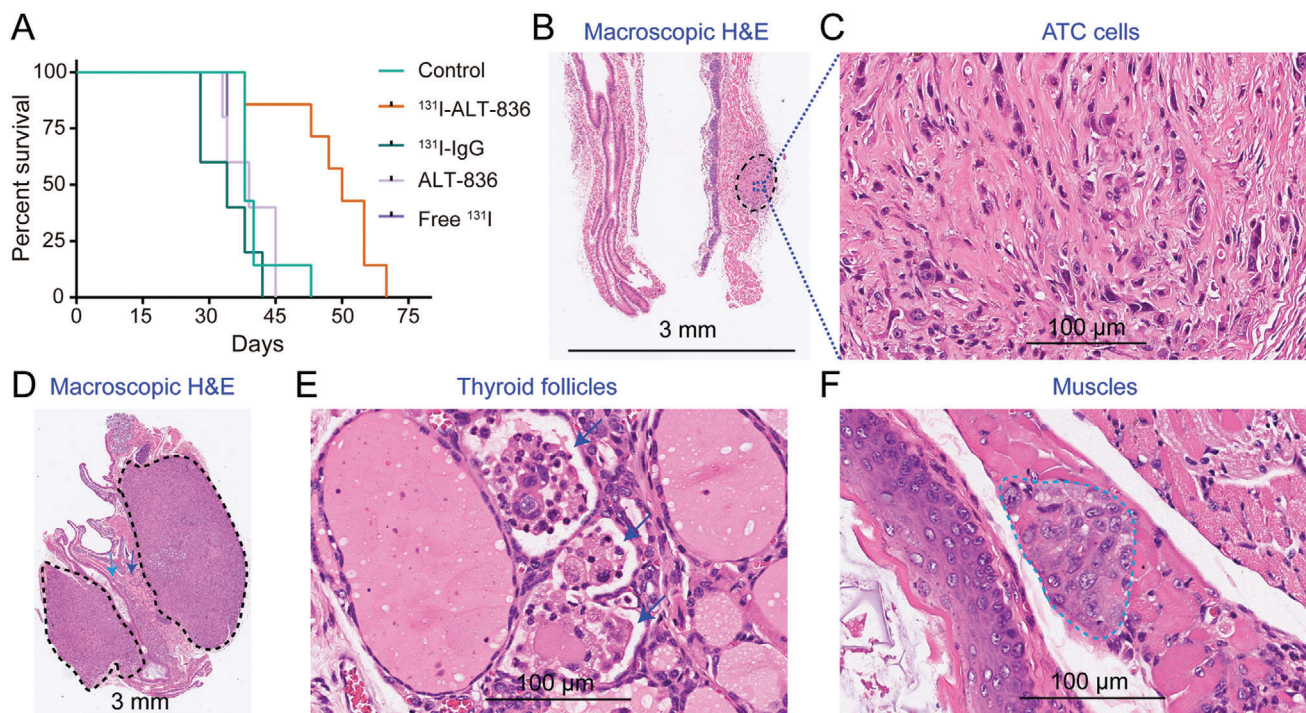 A
Percent survival
100
75
50
25
0
0 15 30 45 60 75
Days
Control
¹³¹I-ALT-836
¹³¹I-IgG
ALT-836
Free ¹³¹I
B
Macroscopic H&E
3 mm
C
ATC cells
100 µm
D
Macroscopic H&E
3 mm
E
Thyroid follicles
100 µm
F
Muscles
100 µm